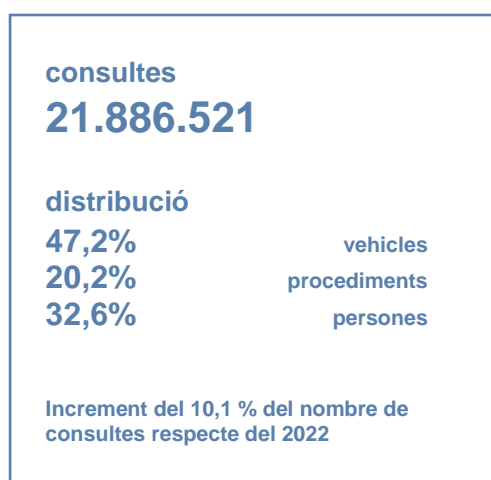 consultes
21.886.521
distribució
47,2% vehicles
20,2% procediments
32,6% persones
Increment del 10,1 % del nombre de
consultes respecte del 2022